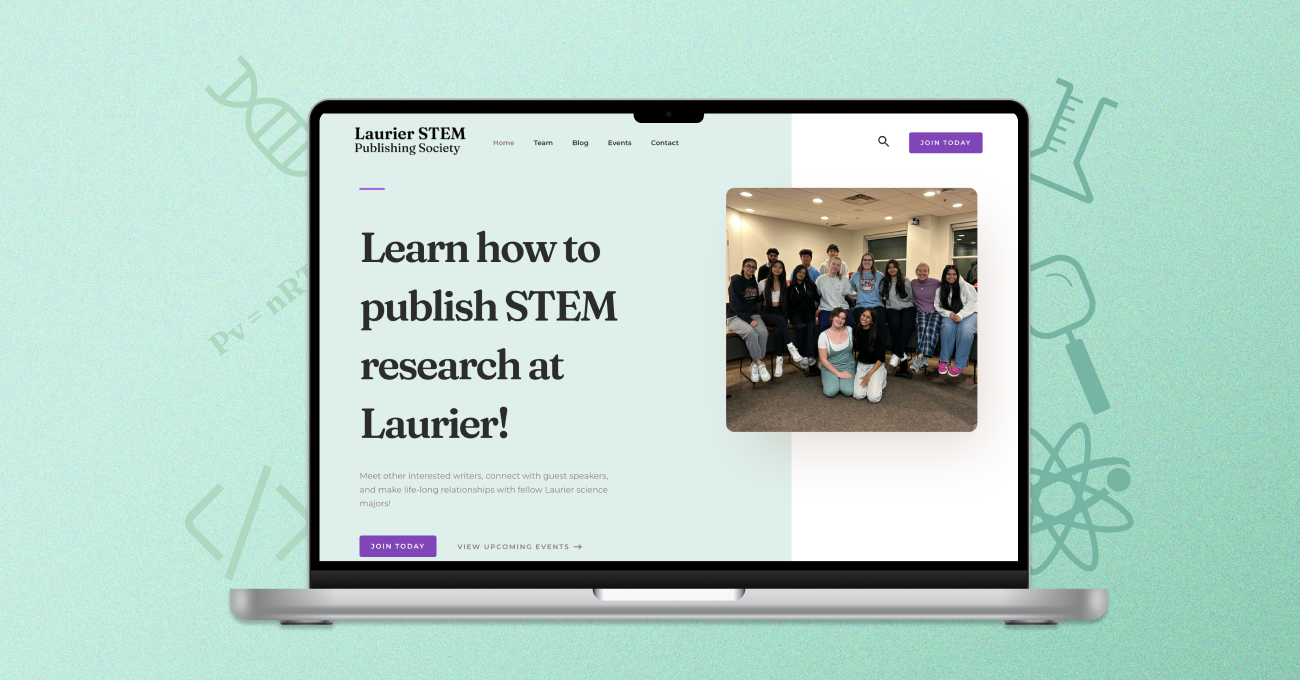 Laurier STEM
Publishing Society
Home Team Blog Events Contact
JOIN TODAY
Learn how to
publish STEM
research at
Laurier!
Meet other interested writers, connect with guest speakers,
and make life-long relationships with fellow Laurier science
majors!
JOIN TODAY
VIEW UPCOMING EVENTS →
Pv = nRT
</>